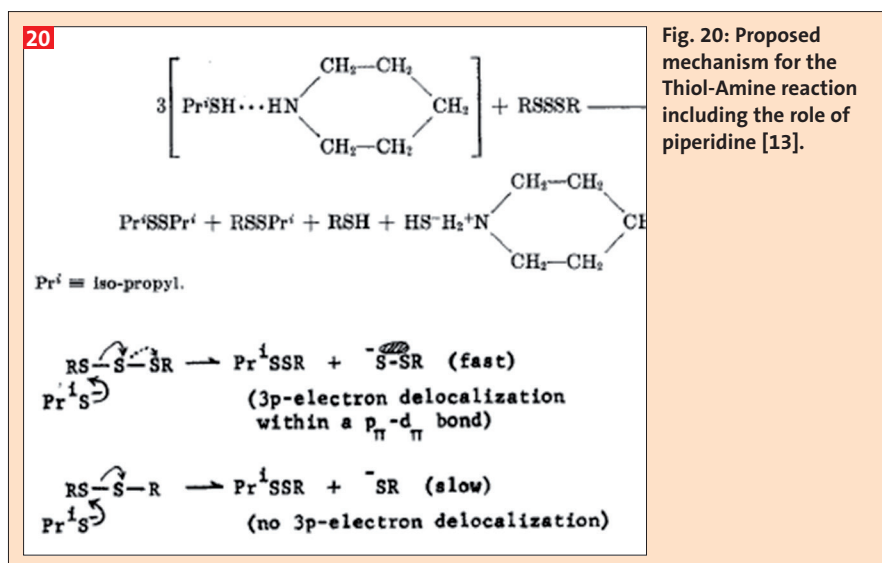 20
CH₂—CH₂
3[PrⁱSH···HN CH₂] + RSSSR
CH₂—CH₂
CH₂—CH₂
PrⁱSSPrⁱ + RSSPrⁱ + RSH + HS⁻H₂⁺N
CH₂—CH₂
Prⁱ ≡ iso-propyl.
RS—S—SR → PrⁱSSR + ⁻S-SR (fast)
PrⁱS⁻ (3p-electron delocalization
within a pπ-dπ bond)
RS—S—R → PrⁱSSR + ⁻SR (slow)
PrⁱS⁻ (no 3p-electron delocalization)
Fig. 20: Proposed
mechanism for the
Thiol-Amine reaction
including the role of
piperidine [13].